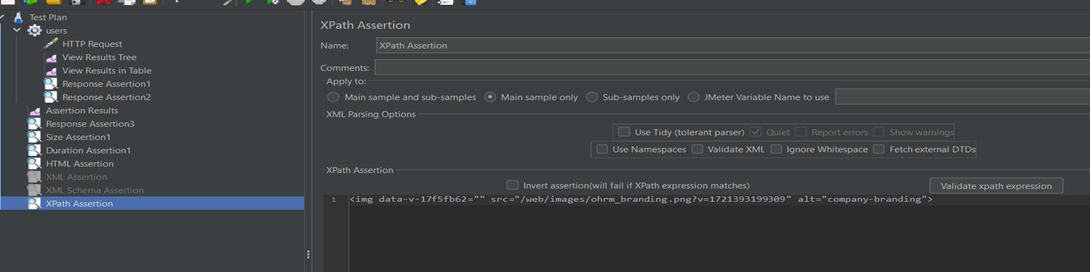 Test Plan
users
HTTP Request
View Results Tree
View Results in Table
Response Assertion1
Response Assertion2
Assertion Results
Response Assertion3
Size Assertion1
Duration Assertion1
HTML Assertion
XML Assertion
XML Schema Assertion
XPath Assertion
XPath Assertion
Name: XPath Assertion
Comments:
Apply to:
Main sample and sub-samples Main sample only Sub-samples only JMeter Variable Name to use
XML Parsing Options
Use Tidy (tolerant parser) Quiet Report errors Show warnings
Use Namespaces Validate XML Ignore Whitespace Fetch external DTDs
XPath Assertion
Invert assertion(will fail if XPath expression matches) Validate xpath expression
1 <img data-v-17f5fb62="" src="/web/images/ohrm_branding.png?v=1721393199309" alt="company-branding">